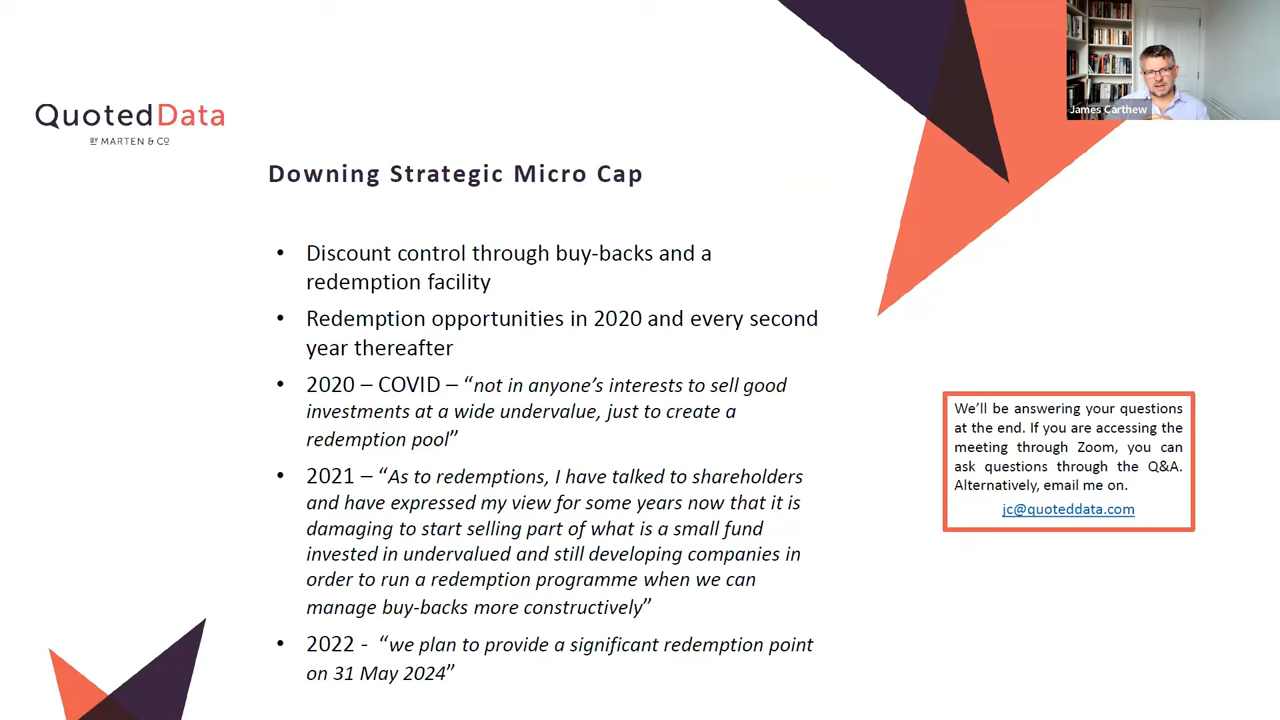 QuotedData
BY MARTEN & CO
James Carthew
Downing Strategic Micro Cap
• Discount control through buy-backs and a
redemption facility
• Redemption opportunities in 2020 and every second
year thereafter
• 2020 – COVID – “not in anyone’s interests to sell good
investments at a wide undervalue, just to create a
redemption pool”
• 2021 – “As to redemptions, I have talked to shareholders
and have expressed my view for some years now that it is
damaging to start selling part of what is a small fund
invested in undervalued and still developing companies in
order to run a redemption programme when we can
manage buy-backs more constructively”
• 2022 - “we plan to provide a significant redemption point
on 31 May 2024”
We’ll be answering your questions
at the end. If you are accessing the
meeting through Zoom, you can
ask questions through the Q&A.
Alternatively, email me on.
jc@quoteddata.com